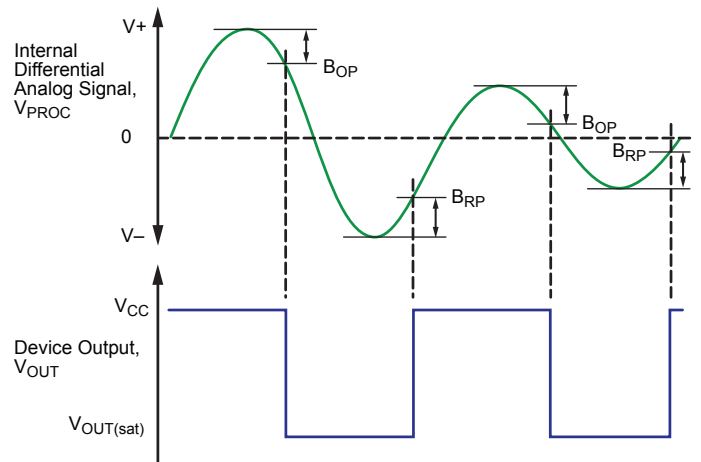 V+
Internal
Differential
Analog Signal,
VPROC
BOP
BOP
0
BRP
BRP
V–
VCC
Device Output,
VOUT
VOUT(sat)